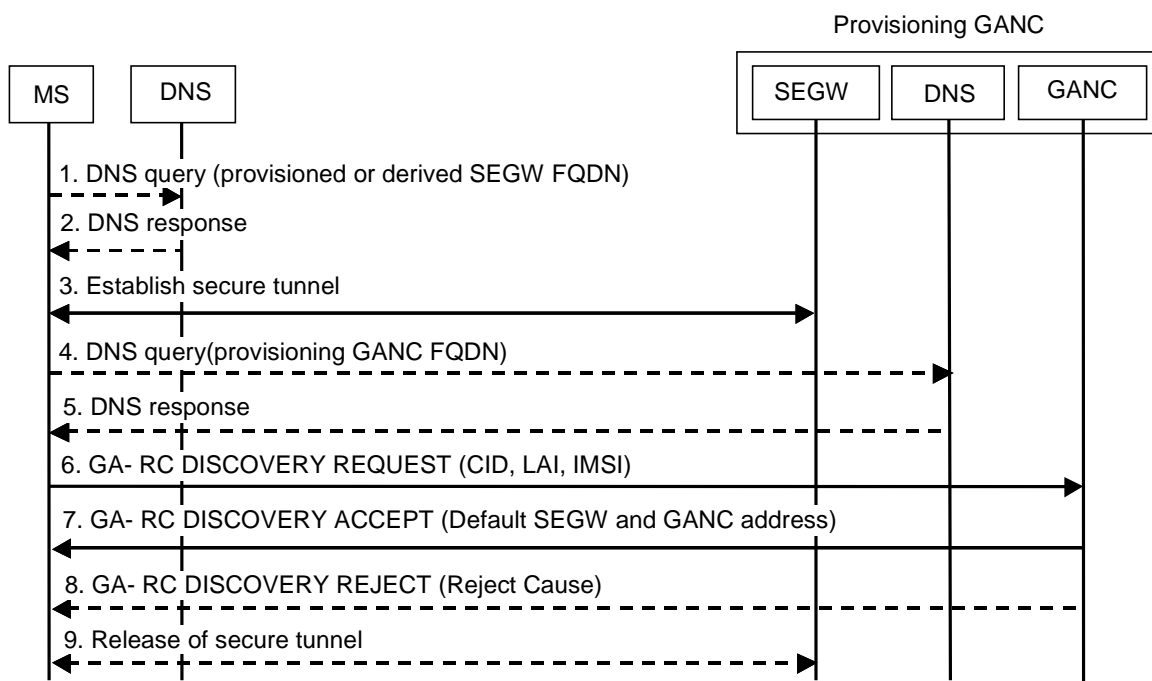 Provisioning GANC
MS
DNS
SEGW
DNS
GANC
1. DNS query (provisioned or derived SEGW FQDN)
2. DNS response
3. Establish secure tunnel
4. DNS query(provisioning GANC FQDN)
5. DNS response
6. GA- RC DISCOVERY REQUEST (CID, LAI, IMSI)
7. GA- RC DISCOVERY ACCEPT (Default SEGW and GANC address)
8. GA- RC DISCOVERY REJECT (Reject Cause)
9. Release of secure tunnel